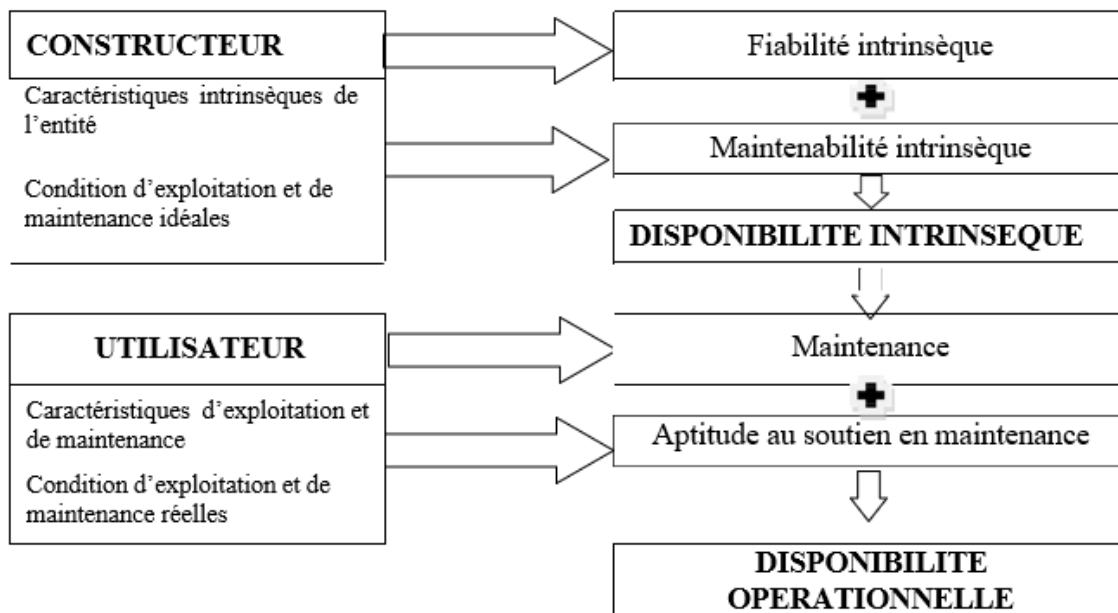 CONSTRUCTEUR
Caractéristiques intrinsèques de
l’entité
Condition d’exploitation et de
maintenance idéales
Fiabilité intrinsèque
+
Maintenabilité intrinsèque
DISPONIBILITE INTRINSEQUE
UTILISATEUR
Caractéristiques d’exploitation et
de maintenance
Condition d’exploitation et de
maintenance réelles
Maintenance
+
Aptitude au soutien en maintenance
DISPONIBILITE
OPERATIONNELLE